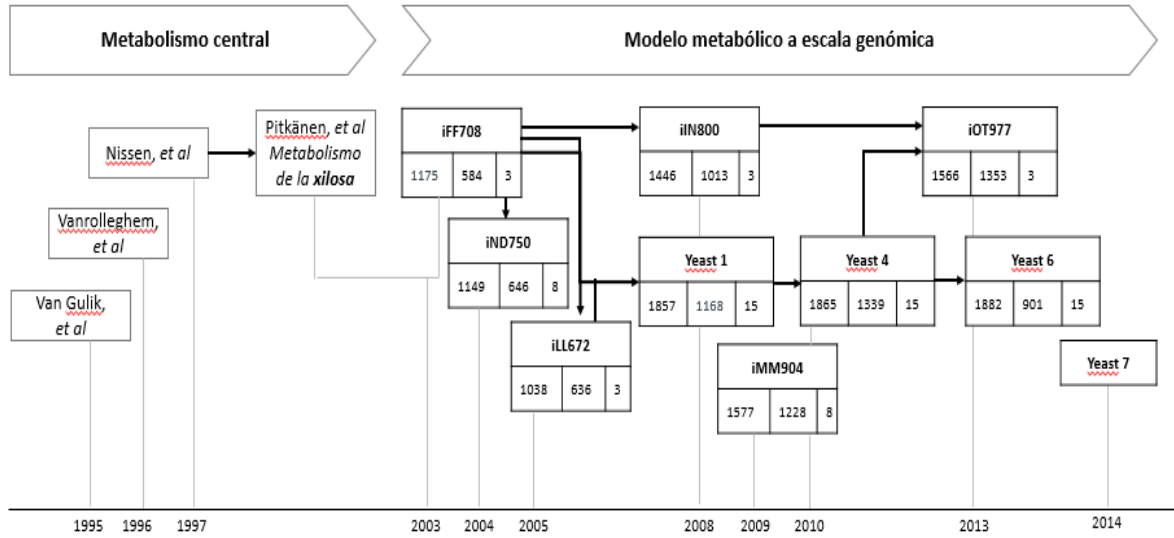 Metabolismo central
Modelo metabólico a escala genómica
Van Gulik,
et al
Vanrolleghem,
et al
Nissen, et al
Pitkänen, et al
Metabolismo
de la xilosa
iFF708
1175 584 3
iND750
1149 646 8
iLL672
1038 636 3
iIN800
1446 1013 3
Yeast 1
1857 1168 15
iMM904
1577 1228 8
Yeast 4
1865 1339 15
iOT977
1566 1353 3
Yeast 6
1882 901 15
Yeast 7
1995 1996 1997 2003 2004 2005 2008 2009 2010 2013 2014